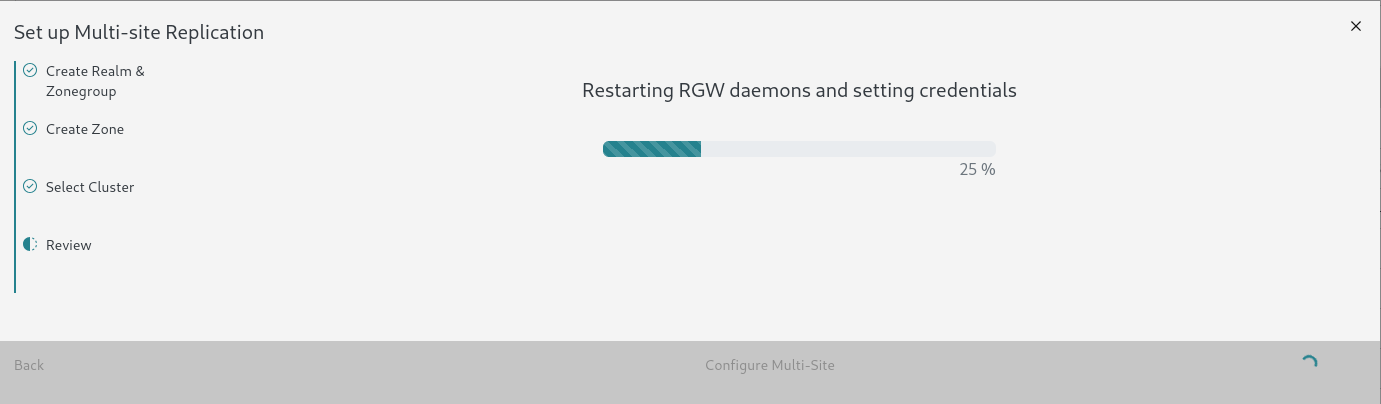 Set up Multi-site Replication
Create Realm &
Zonegroup
Create Zone
Select Cluster
Review
Restarting RGW daemons and setting credentials
25 %
Back
Configure Multi-Site